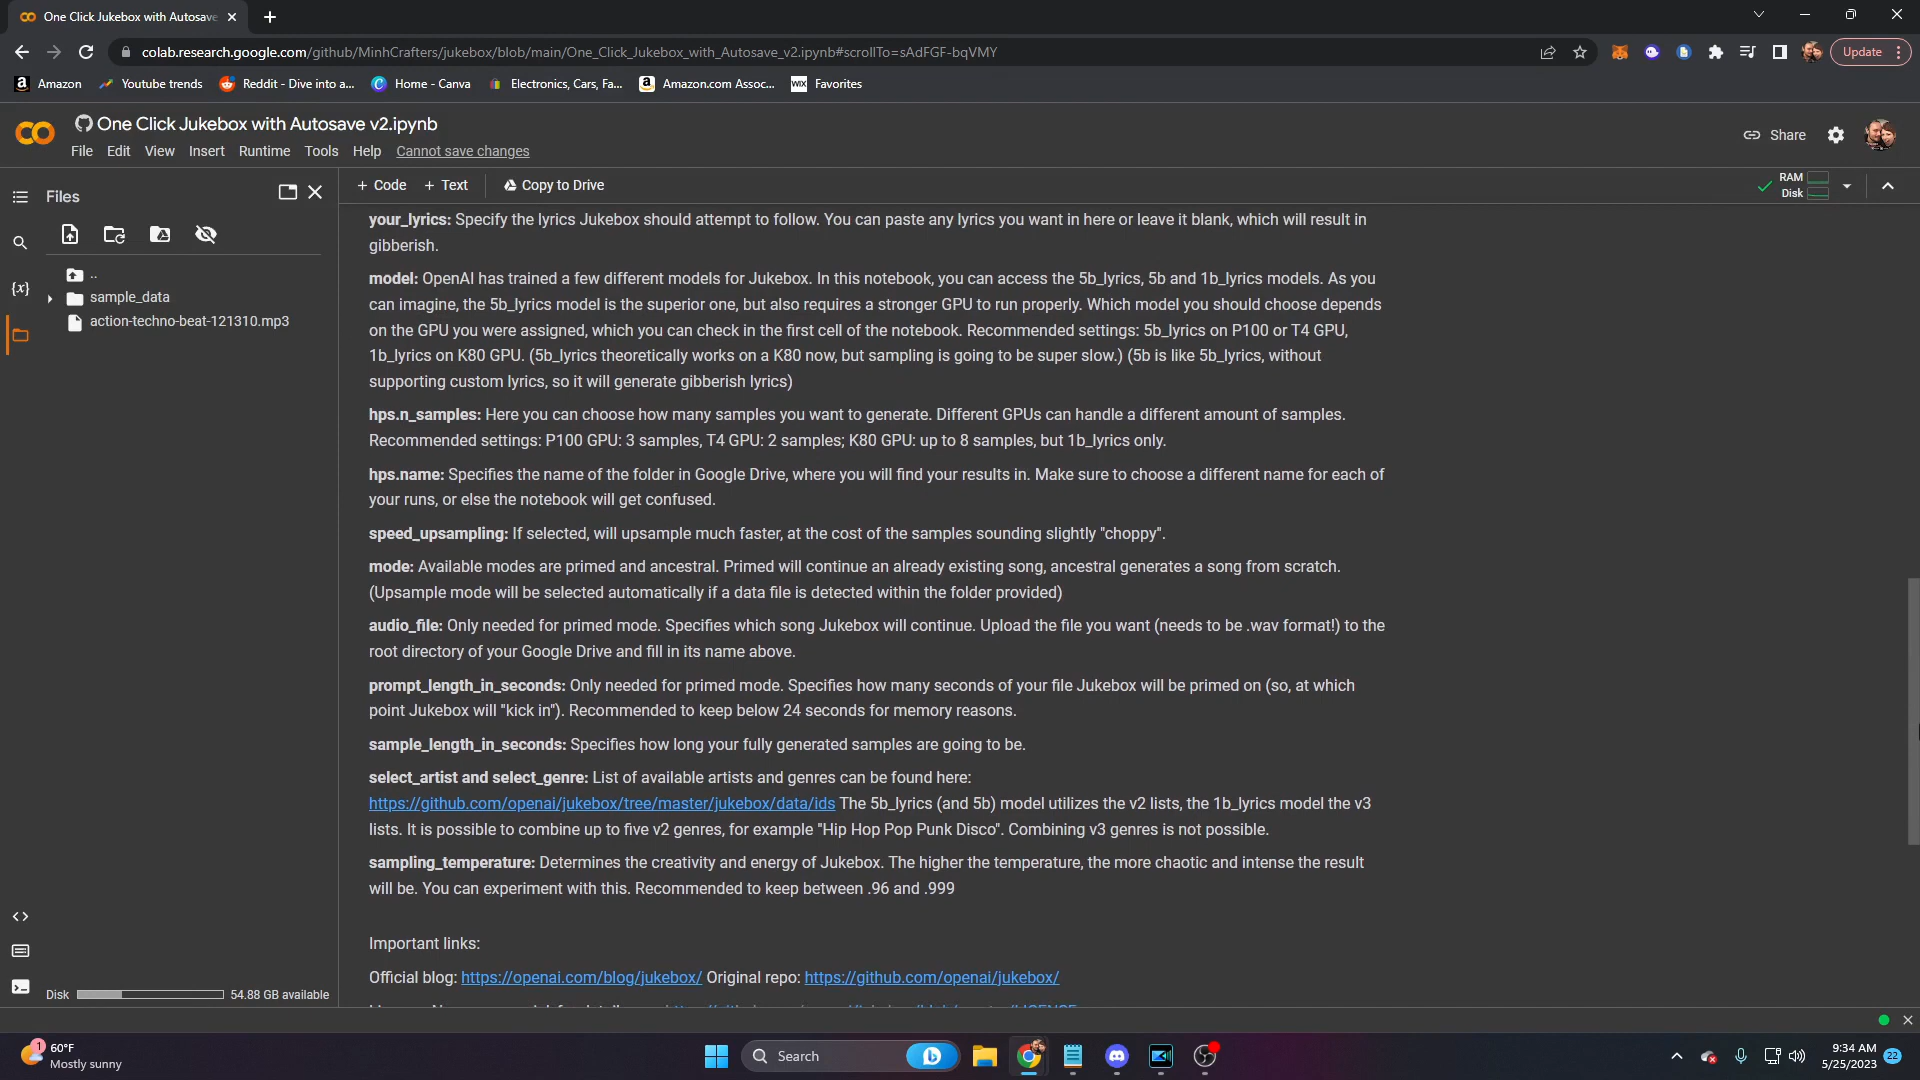 One Click Jukebox with Autosave
colab.research.google.com/github/MinhCrafters/jukebox/blob/main/One_Click_Jukebox_with_Autosave_v2.ipynb#scrollTo=sAdFGF-bqVMY
Update
Amazon
Youtube trends
Reddit - Dive into a...
Home - Canva
Electronics, Cars, Fa...
Amazon.com Assoc...
WIX Favorites
One Click Jukebox with Autosave v2.ipynb
File Edit View Insert Runtime Tools Help Cannot save changes
Share
Files
+ Code + Text Copy to Drive
RAM
Disk
..
sample_data
action-techno-beat-121310.mp3
{x}
your_lyrics: Specify the lyrics Jukebox should attempt to follow. You can paste any lyrics you want in here or leave it blank, which will result in
gibberish.
model: OpenAI has trained a few different models for Jukebox. In this notebook, you can access the 5b_lyrics, 5b and 1b_lyrics models. As you
can imagine, the 5b_lyrics model is the superior one, but also requires a stronger GPU to run properly. Which model you should choose depends
on the GPU you were assigned, which you can check in the first cell of the notebook. Recommended settings: 5b_lyrics on P100 or T4 GPU,
1b_lyrics on K80 GPU. (5b_lyrics theoretically works on a K80 now, but sampling is going to be super slow.) (5b is like 5b_lyrics, without
supporting custom lyrics, so it will generate gibberish lyrics)
hps.n_samples: Here you can choose how many samples you want to generate. Different GPUs can handle a different amount of samples.
Recommended settings: P100 GPU: 3 samples, T4 GPU: 2 samples; K80 GPU: up to 8 samples, but 1b_lyrics only.
hps.name: Specifies the name of the folder in Google Drive, where you will find your results in. Make sure to choose a different name for each of
your runs, or else the notebook will get confused.
speed_upsampling: If selected, will upsample much faster, at the cost of the samples sounding slightly "choppy".
mode: Available modes are primed and ancestral. Primed will continue an already existing song, ancestral generates a song from scratch.
(Upsample mode will be selected automatically if a data file is detected within the folder provided)
audio_file: Only needed for primed mode. Specifies which song Jukebox will continue. Upload the file you want (needs to be .wav format!) to the
root directory of your Google Drive and fill in its name above.
prompt_length_in_seconds: Only needed for primed mode. Specifies how many seconds of your file Jukebox will be primed on (so, at which
point Jukebox will "kick in"). Recommended to keep below 24 seconds for memory reasons.
sample_length_in_seconds: Specifies how long your fully generated samples are going to be.
select_artist and select_genre: List of available artists and genres can be found here:
https://github.com/openai/jukebox/tree/master/jukebox/data/ids The 5b_lyrics (and 5b) model utilizes the v2 lists, the 1b_lyrics model the v3
lists. It is possible to combine up to five v2 genres, for example "Hip Hop Pop Punk Disco". Combining v3 genres is not possible.
sampling_temperature: Determines the creativity and energy of Jukebox. The higher the temperature, the more chaotic and intense the result
will be. You can experiment with this. Recommended to keep between .96 and .999
Important links:
Official blog: https://openai.com/blog/jukebox/ Original repo: https://github.com/openai/jukebox/
Disk 54.88 GB available
1
60°F
Mostly sunny
Search
9:34 AM
5/25/2023
22